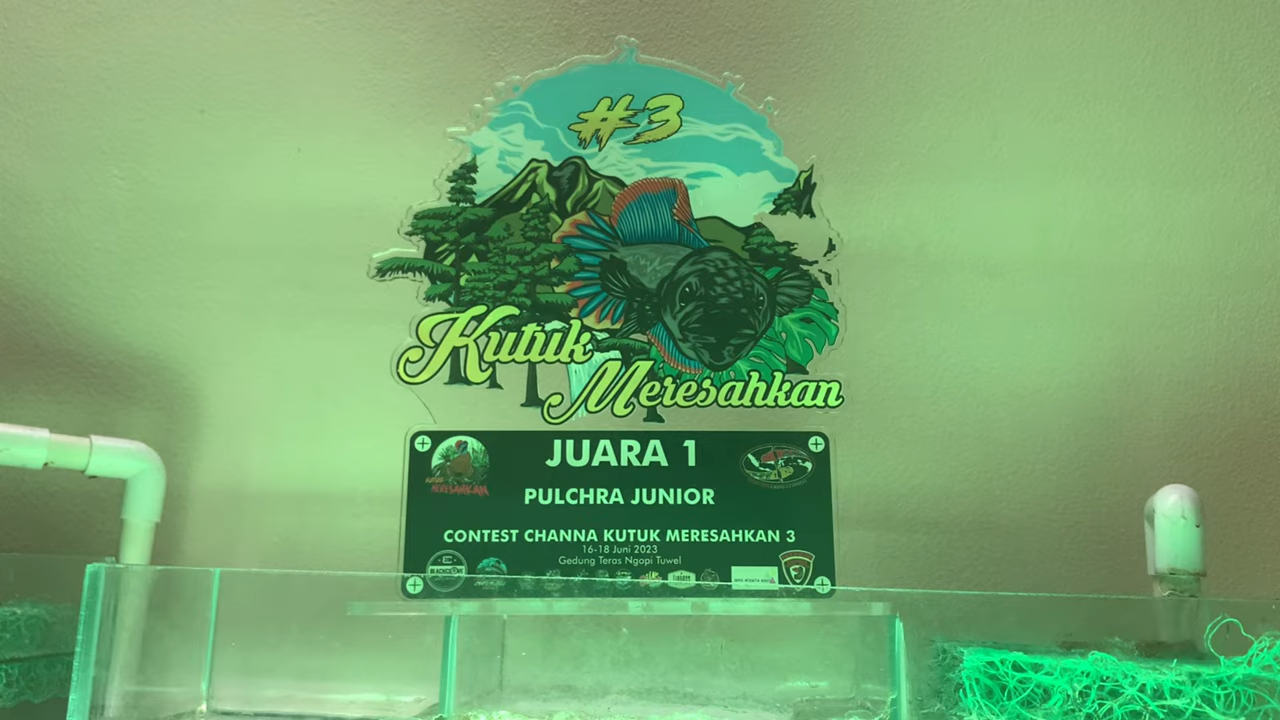 #3
Kutuk
Meresahkan
JUARA 1
PULCHRA JUNIOR
CONTEST CHANNA KUTUK MERESAHKAN 3
16-18 Juni 2023
Gedung Teras Ngopi Tuwel